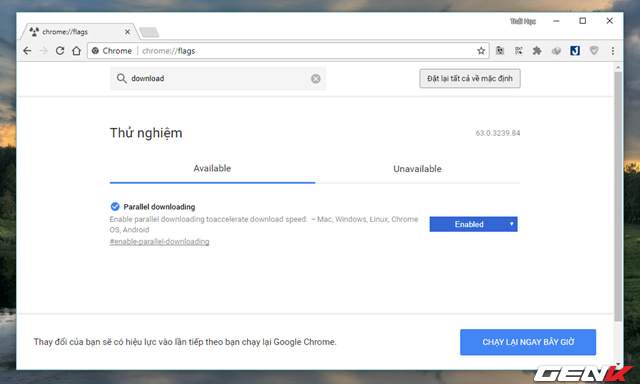 Thái Học
chrome://flags
Chrome | chrome://flags
download
Đặt lại tất cả về mặc định
Thử nghiệm
63.0.3239.84
Available
Unavailable
Parallel downloading
Enable parallel downloading toaccelerate download speed. – Mac, Windows, Linux, Chrome
OS, Android
#enable-parallel-downloading
Enabled
Thay đổi của bạn sẽ có hiệu lực vào lần tiếp theo bạn chạy lại Google Chrome.
CHẠY LẠI NGAY BÂY GIỜ
GENK